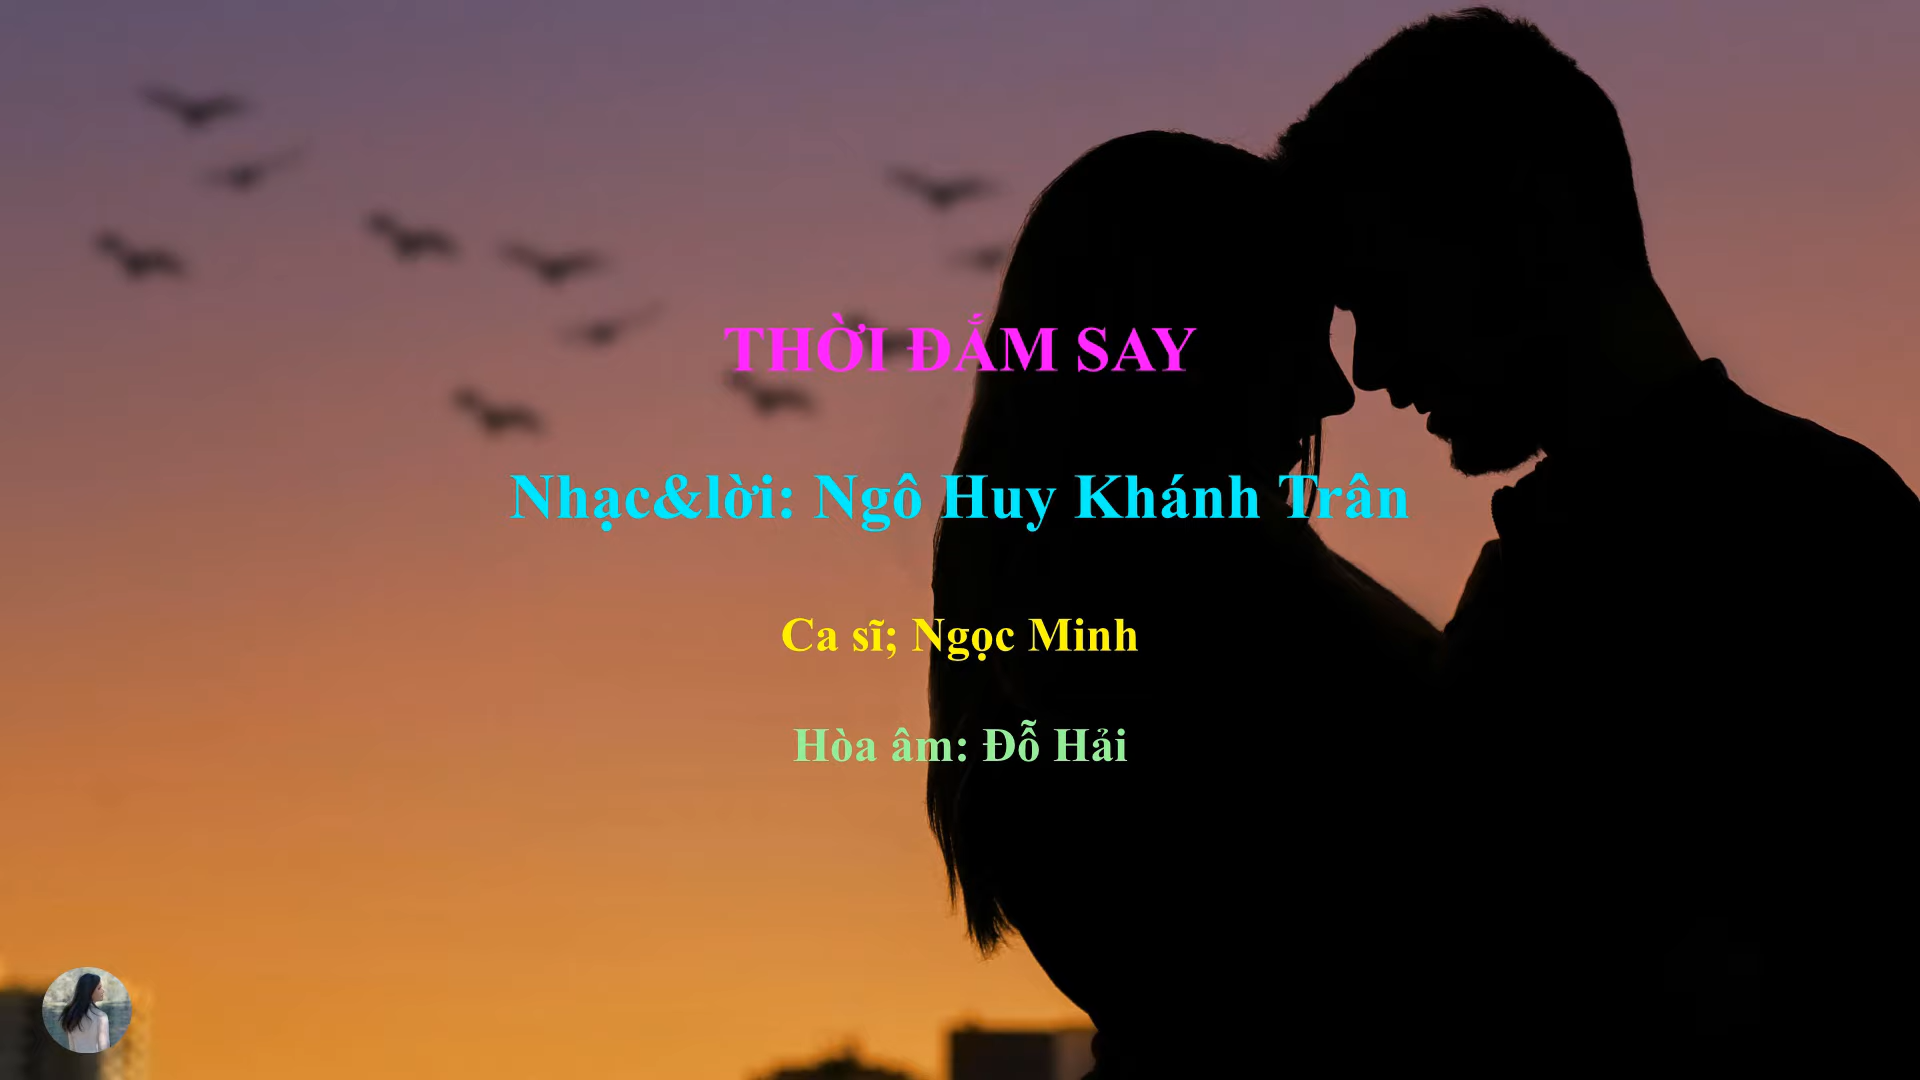 THỜI ĐẮM SAY
Nhạc&lời: Ngô Huy Khánh Trân
Ca sĩ; Ngọc Minh
Hòa âm: Đỗ Hải